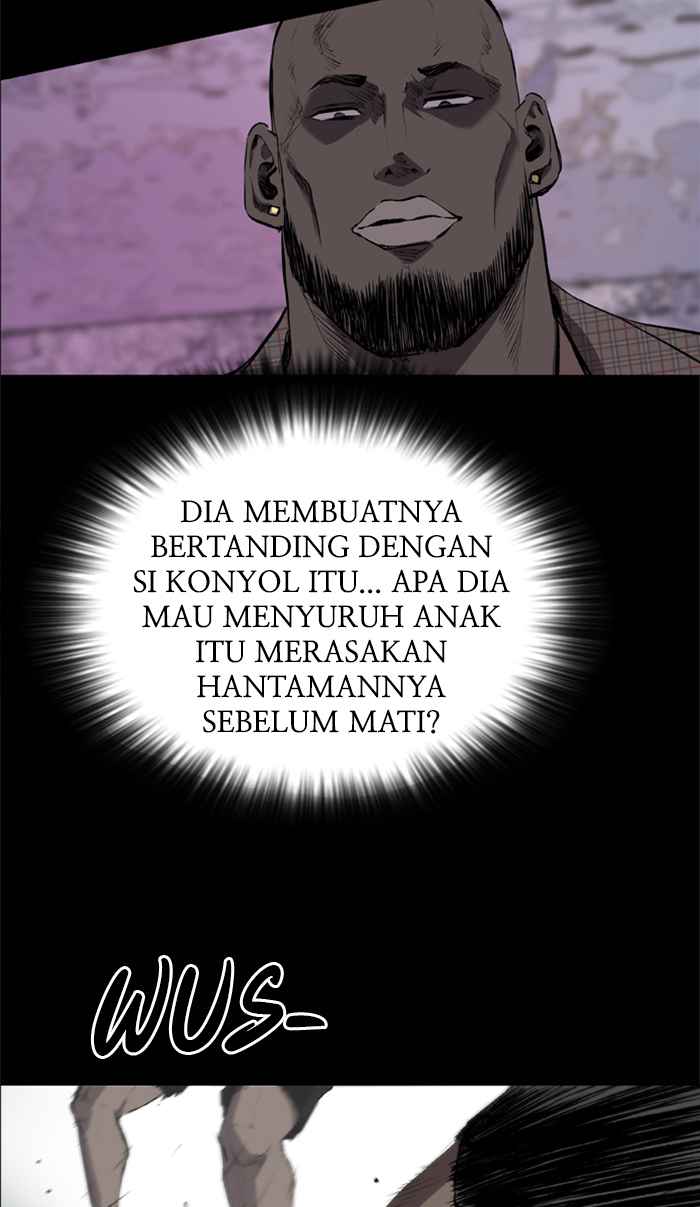 DIA MEMBUATNYA
BERTANDING DENGAN
SI KONYOL ITU... APA DIA
MAU MENYURUH ANAK
ITU MERASAKAN
HANTAMANNYA
SEBELUM MATI?
WUS-